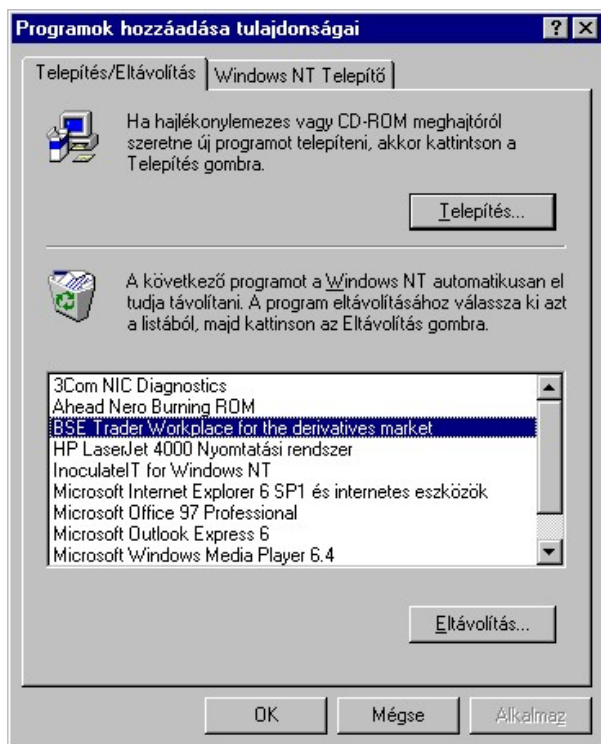 Programok hozzáadása tulajdonságai
Telepítés/Eltávolítás
Windows NT Telepítő
Ha hajlékonylemezes vagy CD-ROM meghajtóról
szeretne új programot telepíteni, akkor kattintson a
Telepítés gombra.
Telepítés...
A következő programot a Windows NT automatikusan el
tudja távolítani. A program eltávolításához válassza ki azt
a listából, majd kattinson az Eltávolítás gombra.
3Com NIC Diagnostics
Ahead Nero Burning ROM
BSE Trader Workplace for the derivatives market
HP LaserJet 4000 Nyomtatási rendszer
InoculateIT for Windows NT
Microsoft Internet Explorer 6 SP1 és internetes eszközök
Microsoft Office 97 Professional
Microsoft Outlook Express 6
Microsoft Windows Media Player 6.4
Eltávolítás...
OK
Mégse
Alkalmaz